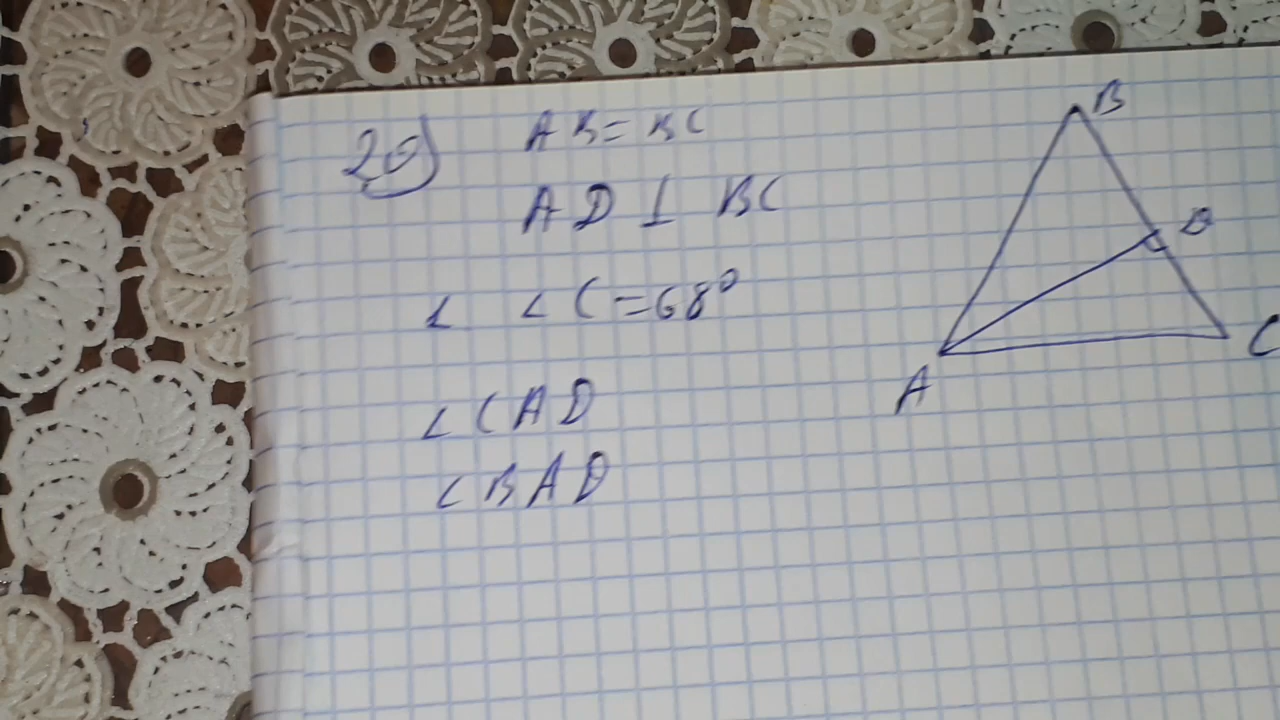 20)
AB = BC
AD ⊥ BC
∠ ∠C = 68°
∠CAD
∠BAD
B
D
A
C